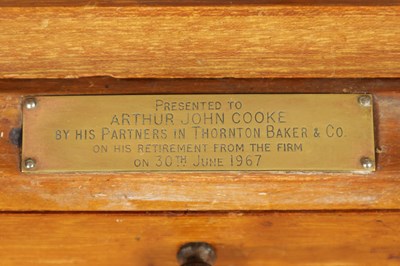 PRESENTED TO
ARTHUR JOHN COOKE
BY HIS PARTNERS IN THORNTON BAKER & CO.
ON HIS RETIREMENT FROM THE FIRM
ON 30TH JUNE 1967